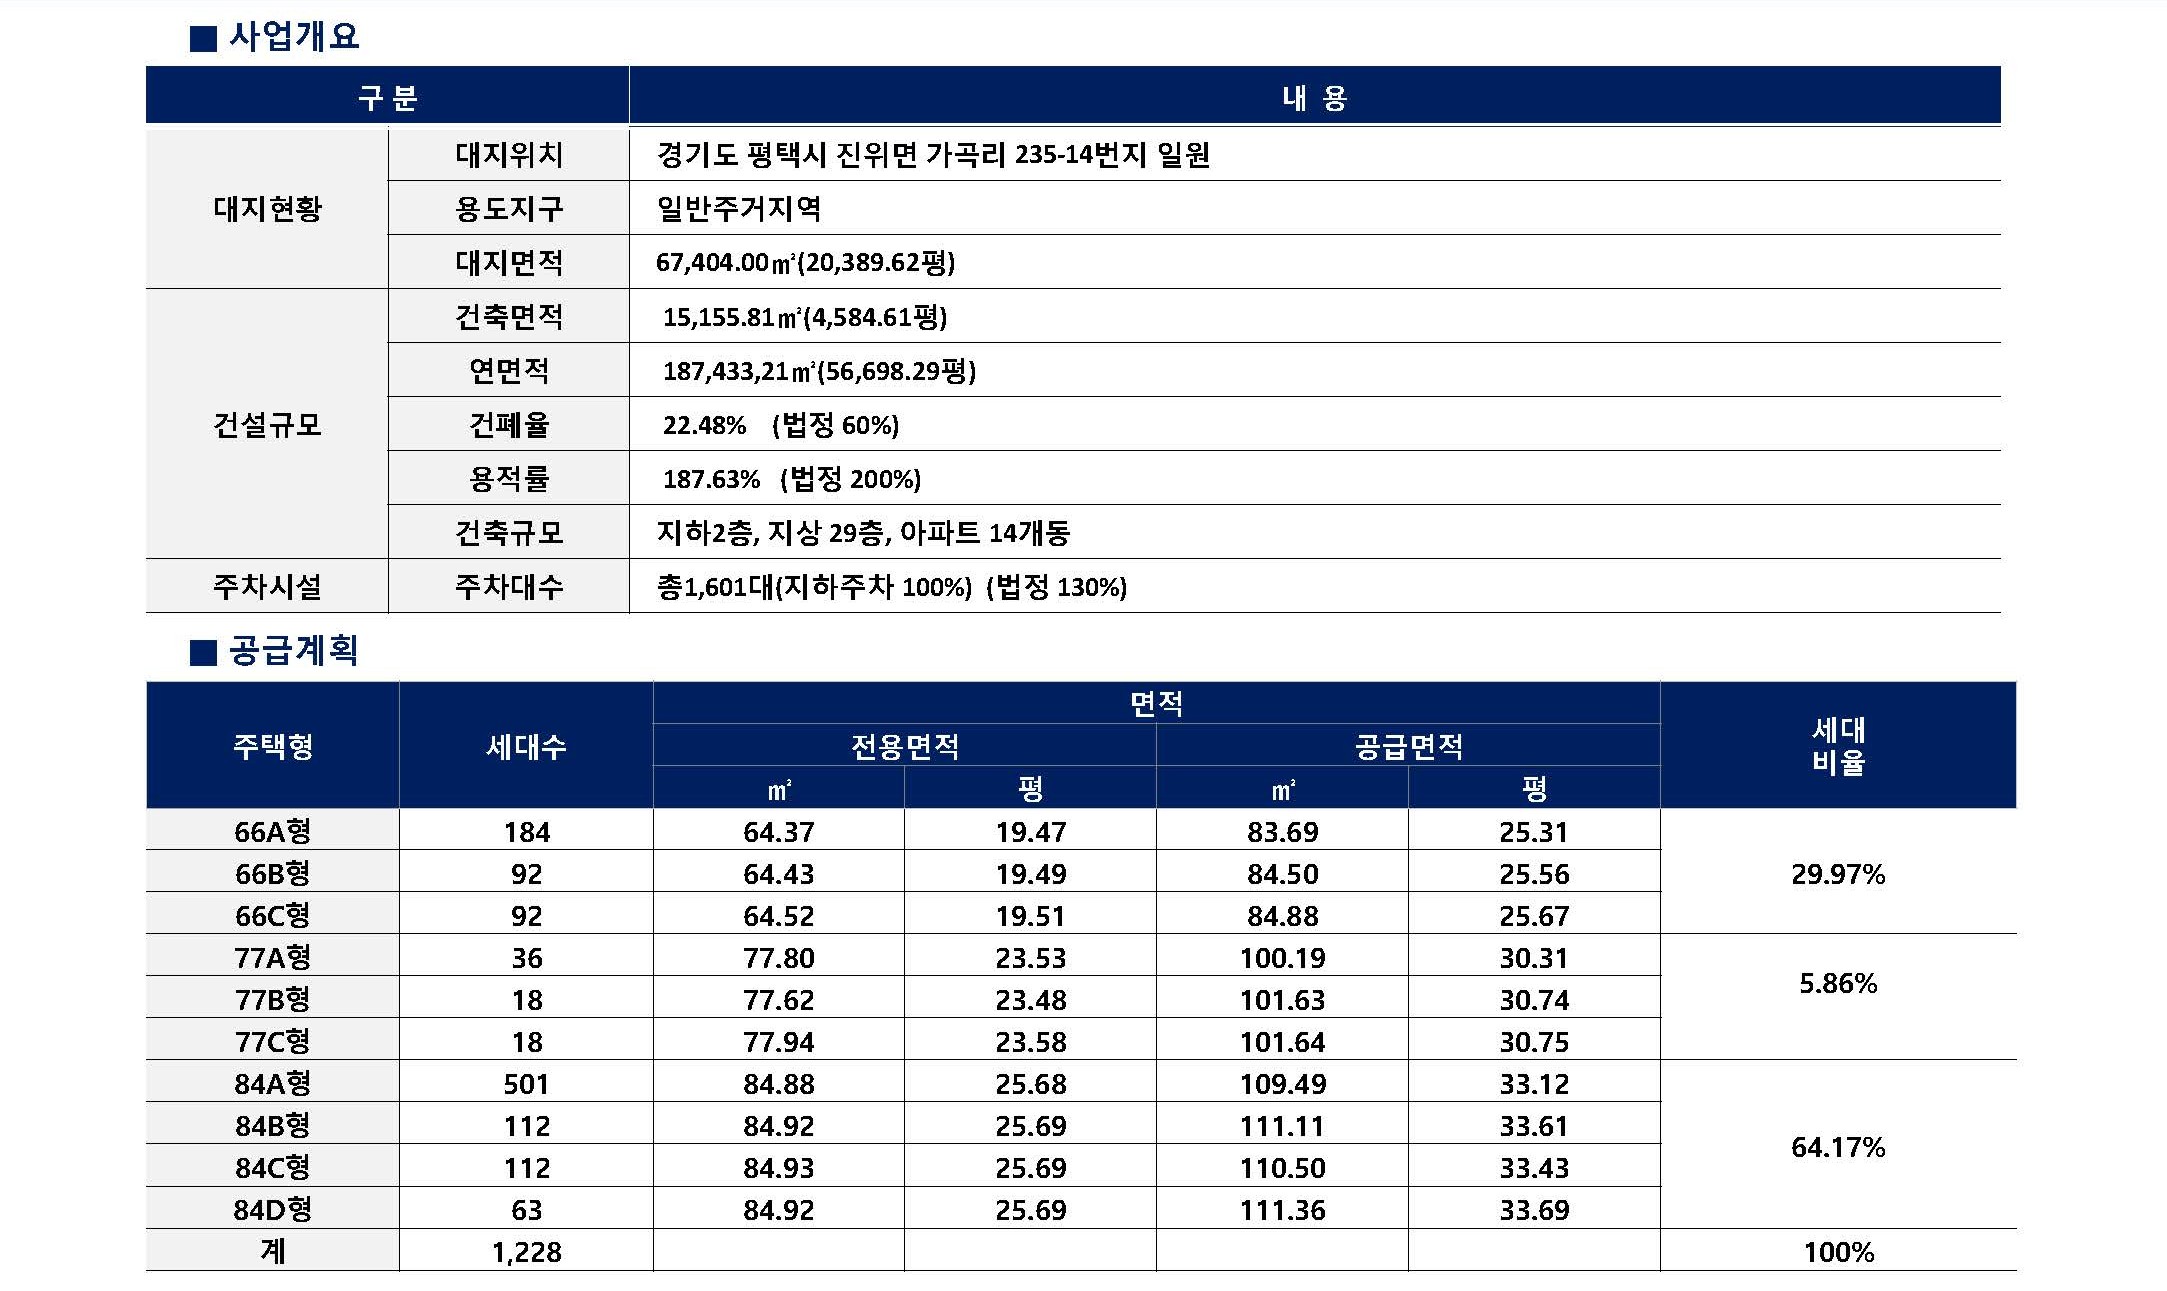 ■ 사업개요
구 분 내 용
대지현황 대지위치 경기도 평택시 진위면 가곡리 235-14번지 일원
용도지구 일반주거지역
대지면적 67,404.00㎡(20,389.62평)
건설규모 건축면적 15,155.81㎡(4,584.61평)
연면적 187,433,21㎡(56,698.29평)
건폐율 22.48% (법정 60%)
용적률 187.63% (법정 200%)
건축규모 지하2층, 지상 29층, 아파트 14개동
주차시설 주차대수 총1,601대(지하주차 100%) (법정 130%)
■ 공급계획
주택형 세대수 면적 세대 비율
전용면적 공급면적
㎡ 평 ㎡ 평
66A형 184 64.37 19.47 83.69 25.31
66B형 92 64.43 19.49 84.50 25.56 29.97%
66C형 92 64.52 19.51 84.88 25.67
77A형 36 77.80 23.53 100.19 30.31
77B형 18 77.62 23.48 101.63 30.74 5.86%
77C형 18 77.94 23.58 101.64 30.75
84A형 501 84.88 25.68 109.49 33.12
84B형 112 84.92 25.69 111.11 33.61 64.17%
84C형 112 84.93 25.69 110.50 33.43
84D형 63 84.92 25.69 111.36 33.69
계 1,228 100%